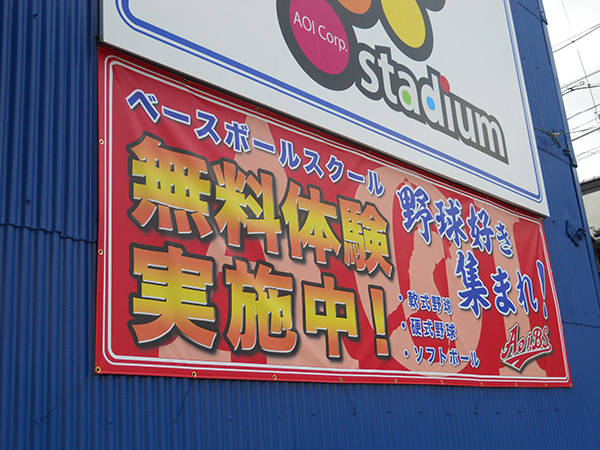 AOI Corp.
stadium
ベースボールスクール
無料体験
実施中！
野球好き
集まれ！
・軟式野球
・硬式野球
・ソフトボール
AoiBS